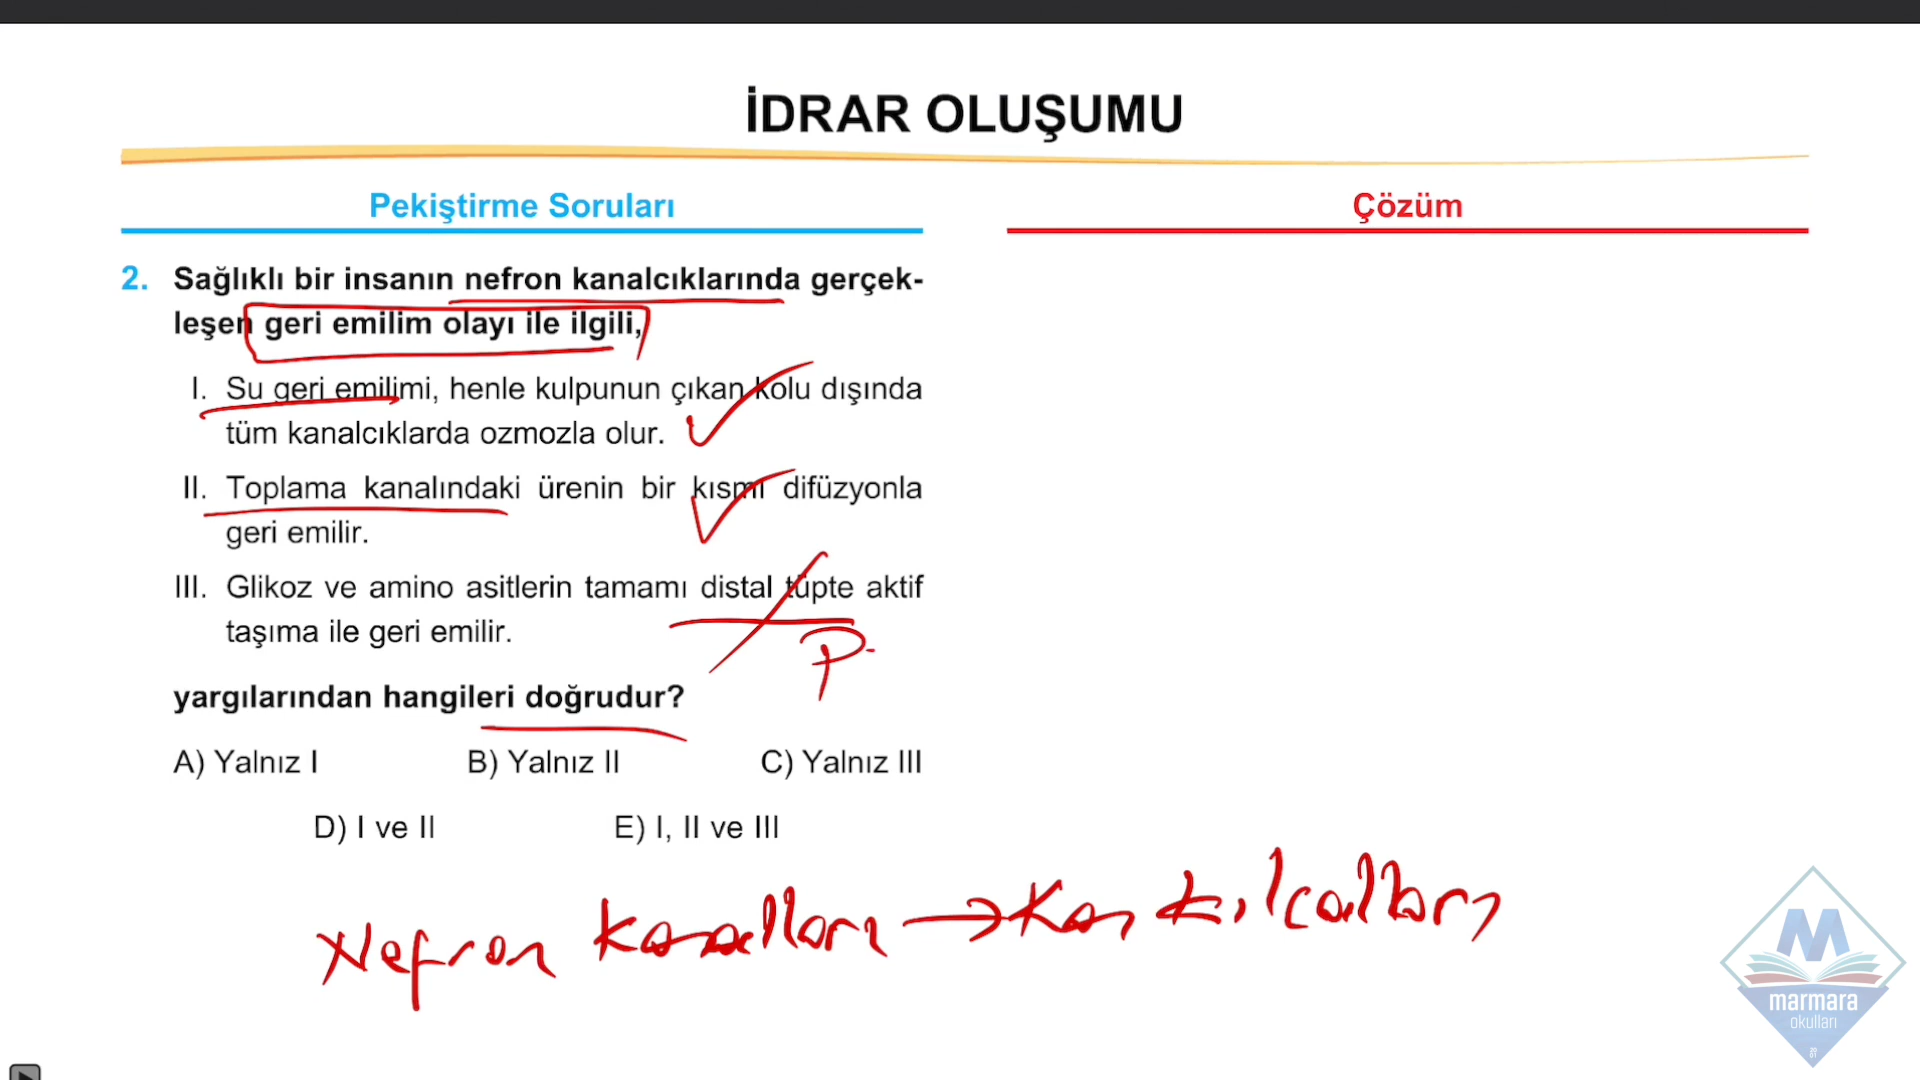 İDRAR OLUŞUMU
Pekiştirme Soruları
Çözüm
2. Sağlıklı bir insanın nefron kanalcıklarında gerçek-
leşen geri emilim olayı ile ilgili,
I. Su geri emilimi, henle kulpunun çıkan kolu dışında
tüm kanalcıklarda ozmozla olur.
II. Toplama kanalındaki ürenin bir kısmı difüzyonla
geri emilir.
III. Glikoz ve amino asitlerin tamamı distal tüpte aktif
taşıma ile geri emilir.
P.
yargılarından hangileri doğrudur?
A) Yalnız I
B) Yalnız II
C) Yalnız III
D) I ve II
E) I, II ve III
Nefron kanalları → Kan kılcalları
marmara
okulları